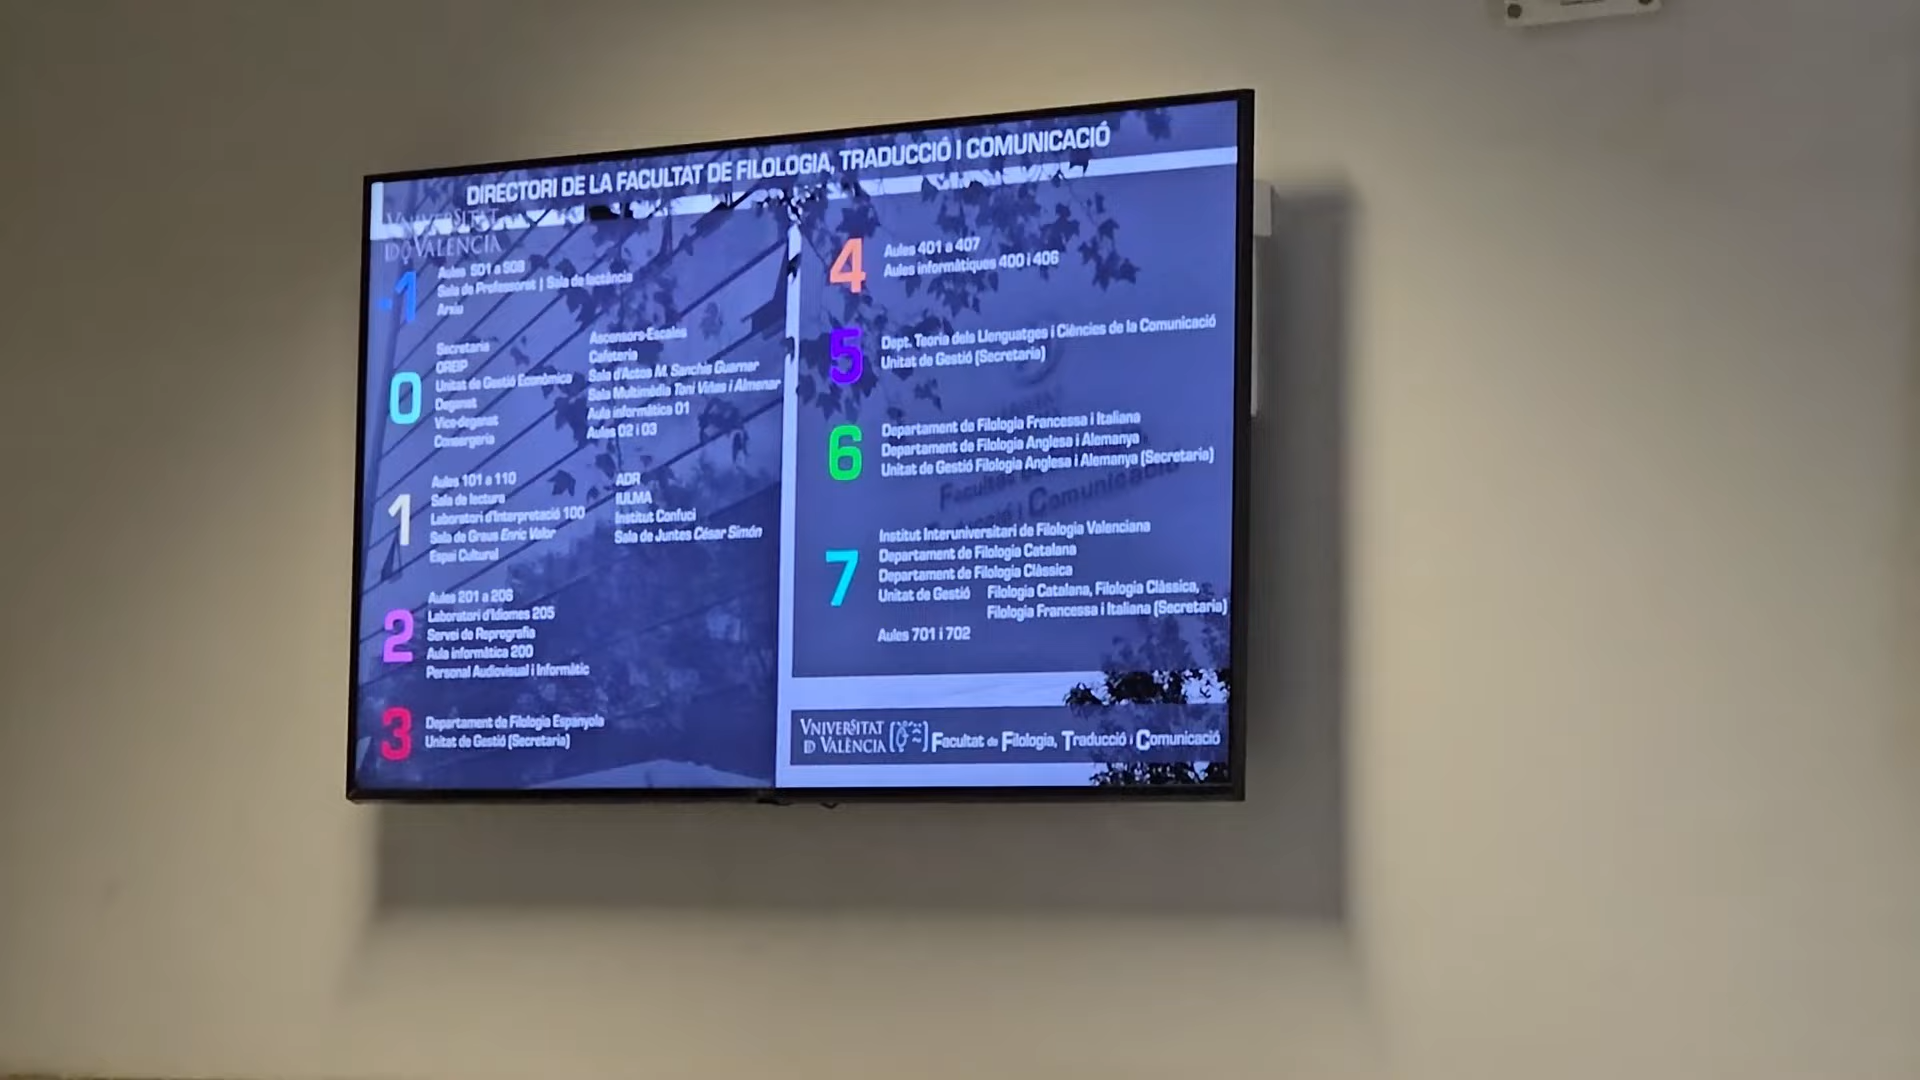 DIRECTORI DE LA FACULTAT DE FILOLOGIA, TRADUCCIÓ I COMUNICACIÓ
VNIVERSITAT
ID VALÈNCIA
-1
Aules S01 a S08
Sala de Professorat | Sala de lactància
Arxiu
0
Secretaria
OREIP
Unitat de Gestió Econòmica
Deganat
Vice-deganat
Consergeria
Ascensors-Escales
Cafeteria
Sala d'Actes M. Sanchis Guarner
Sala Multimèdia Toni Viñes i Almenar
Aula informàtica 01
Aules 02 i 03
1
Aules 101 a 110
Sala de lectura
Laboratori d'Interpretació 100
Sala de Graus Enric Valor
Espai Cultural
ADR
IULMA
Institut Confuci
Sala de Juntes César Simón
2
Aules 201 a 206
Laboratori d'Idiomes 205
Servei de Reprografia
Aula informàtica 200
Personal Audiovisual i Informàtic
3
Departament de Filologia Espanyola
Unitat de Gestió (Secretaria)
4
Aules 401 a 407
Aules informàtiques 400 i 406
5
Dept. Teoria dels Llenguatges i Ciències de la Comunicació
Unitat de Gestió (Secretaria)
6
Departament de Filologia Francessa i Italiana
Departament de Filologia Anglesa i Alemanya
Unitat de Gestió Filologia Anglesa i Alemanya (Secretaria)
7
Institut Interuniversitari de Filologia Valenciana
Departament de Filologia Catalana
Departament de Filologia Clàssica
Unitat de Gestió Filologia Catalana, Filologia Clàssica,
Filologia Francessa i Italiana (Secretaria)
Aules 701 i 702
VNIVERSITAT
ID VALÈNCIA
Facultat de Filologia, Traducció i Comunicació